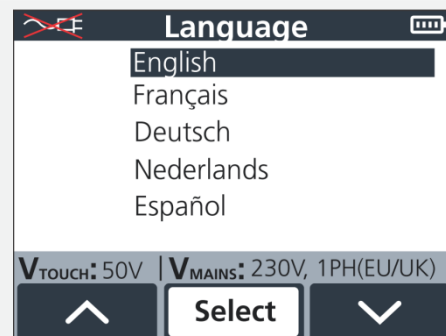 Language
English
Français
Deutsch
Nederlands
Español
VTOUCH: 50V | VMAINS: 230V, 1PH(EU/UK)
Select